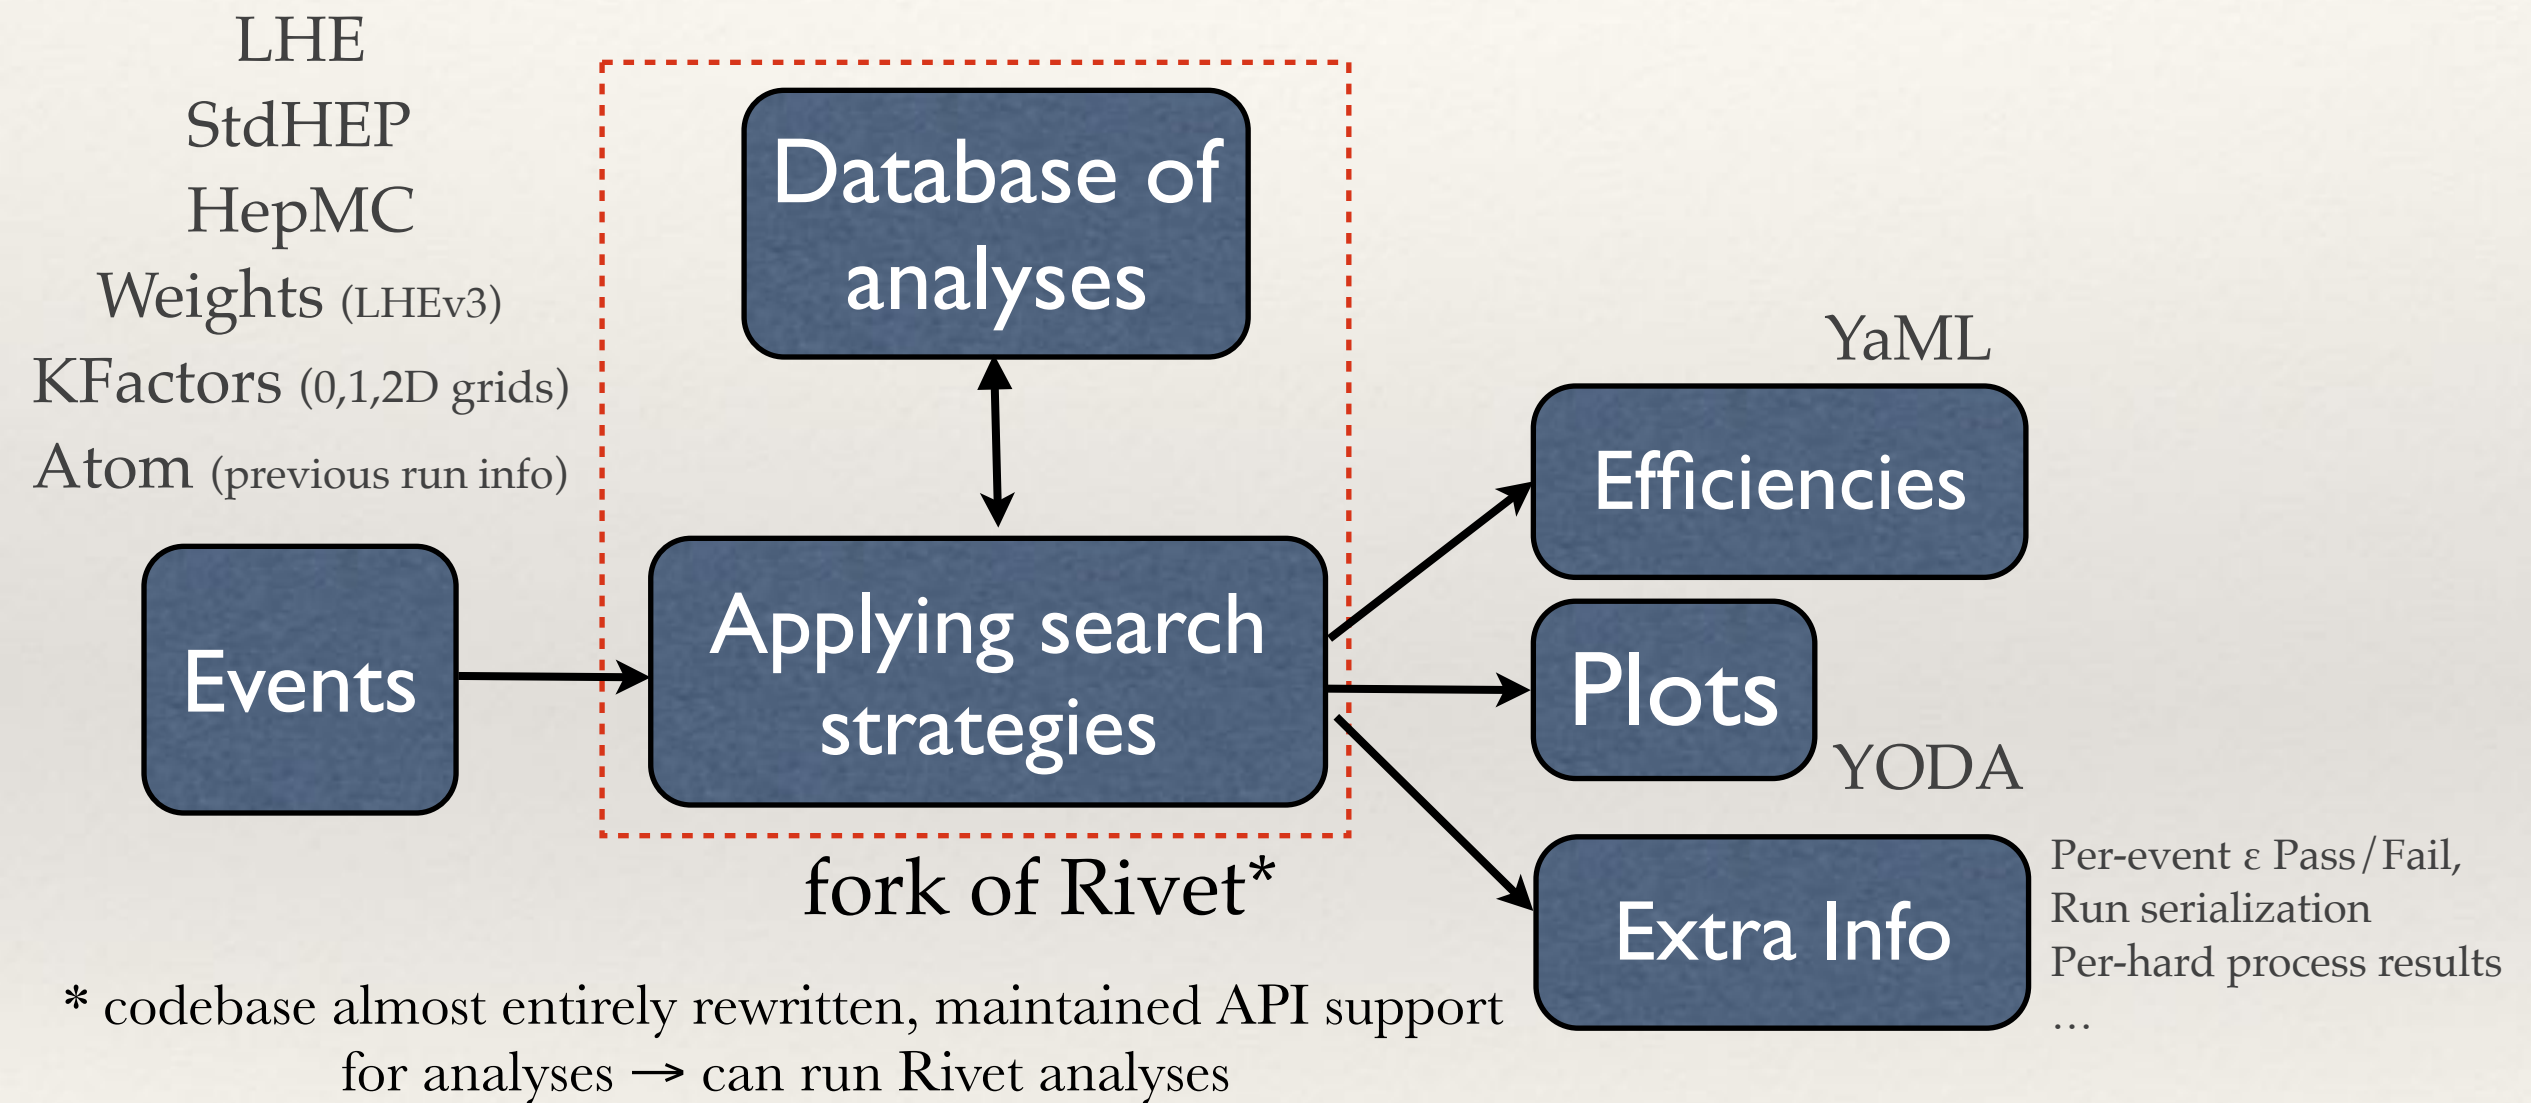 LHE
StdHEP
HepMC
Weights (LHEv3)
KFactors (0,1,2D grids)
Atom (previous run info)
Events
Database of
analyses
Applying search
strategies
fork of Rivet*
YaML
Efficiencies
Plots
YODA
Extra Info
Per-event ε Pass/Fail,
Run serialization
Per-hard process results
…
* codebase almost entirely rewritten, maintained API support
for analyses → can run Rivet analyses